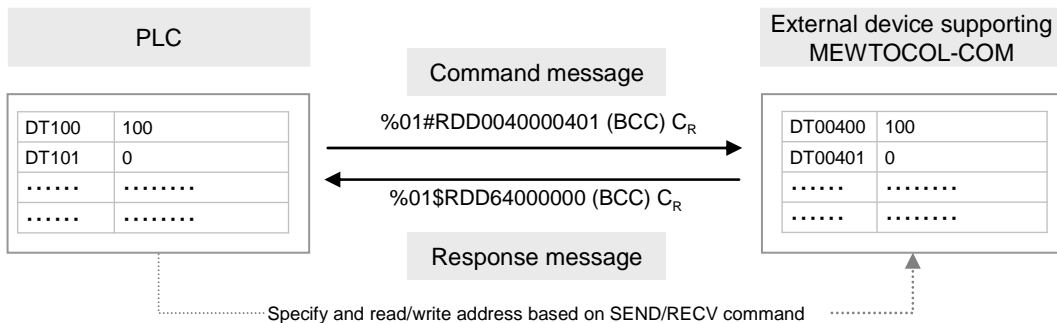 PLC
External device supporting
MEWTOCOL-COM
Command message
%01#RDD0040000401 (BCC) CR
DT100 100
DT101 0
...... ........
...... ........
DT00400 100
DT00401 0
...... ........
...... ........
%01$RDD64000000 (BCC) CR
Response message
Specify and read/write address based on SEND/RECV command